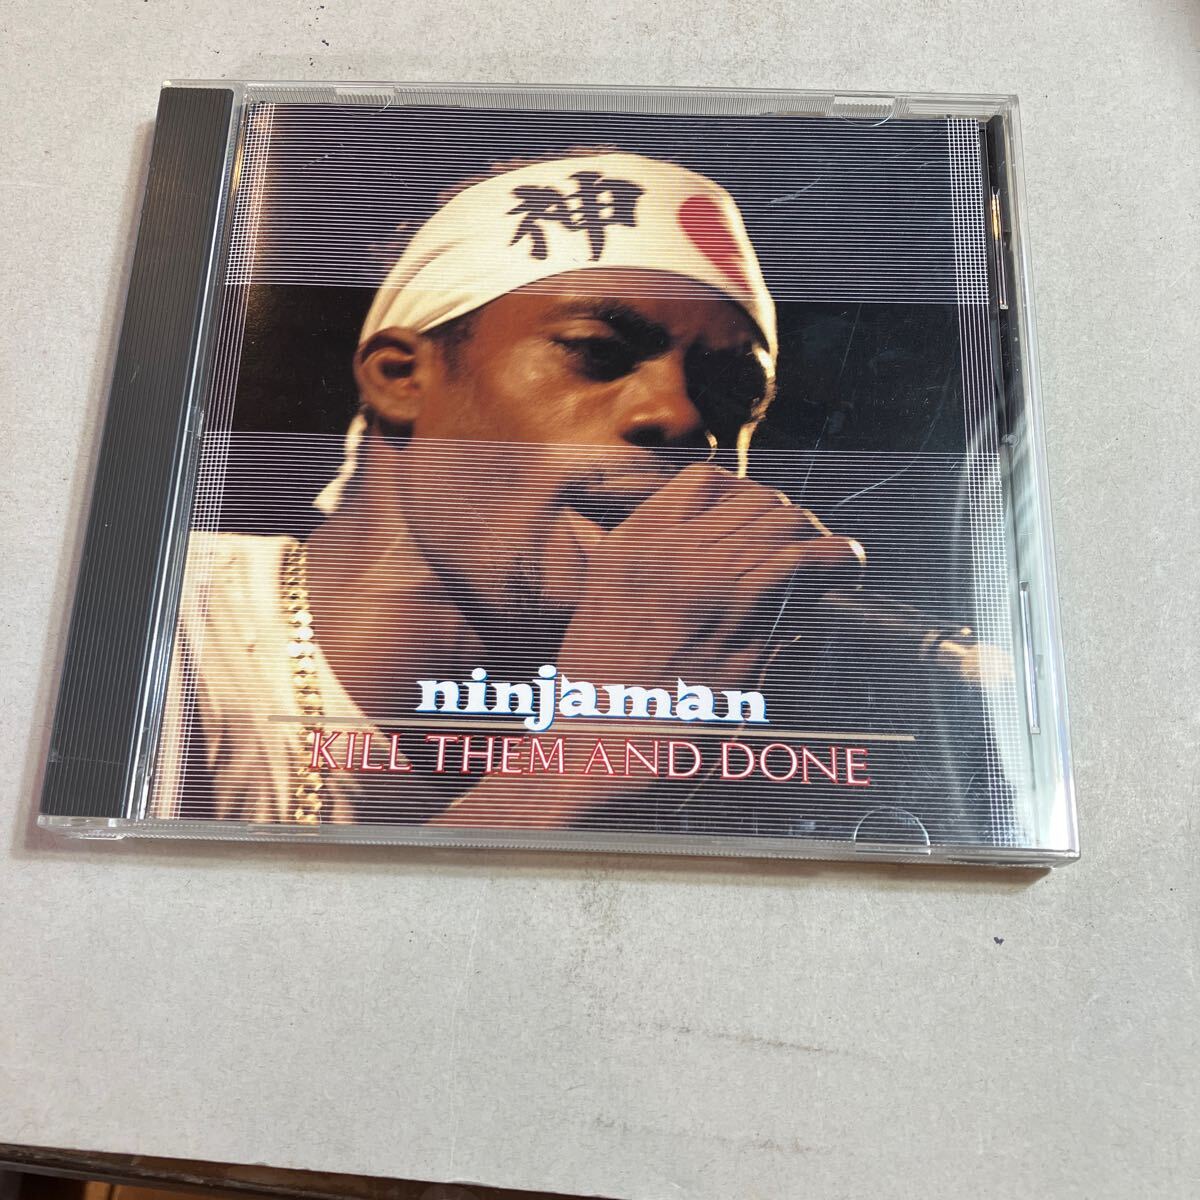 神
ninjaman
KILL THEM AND DONE